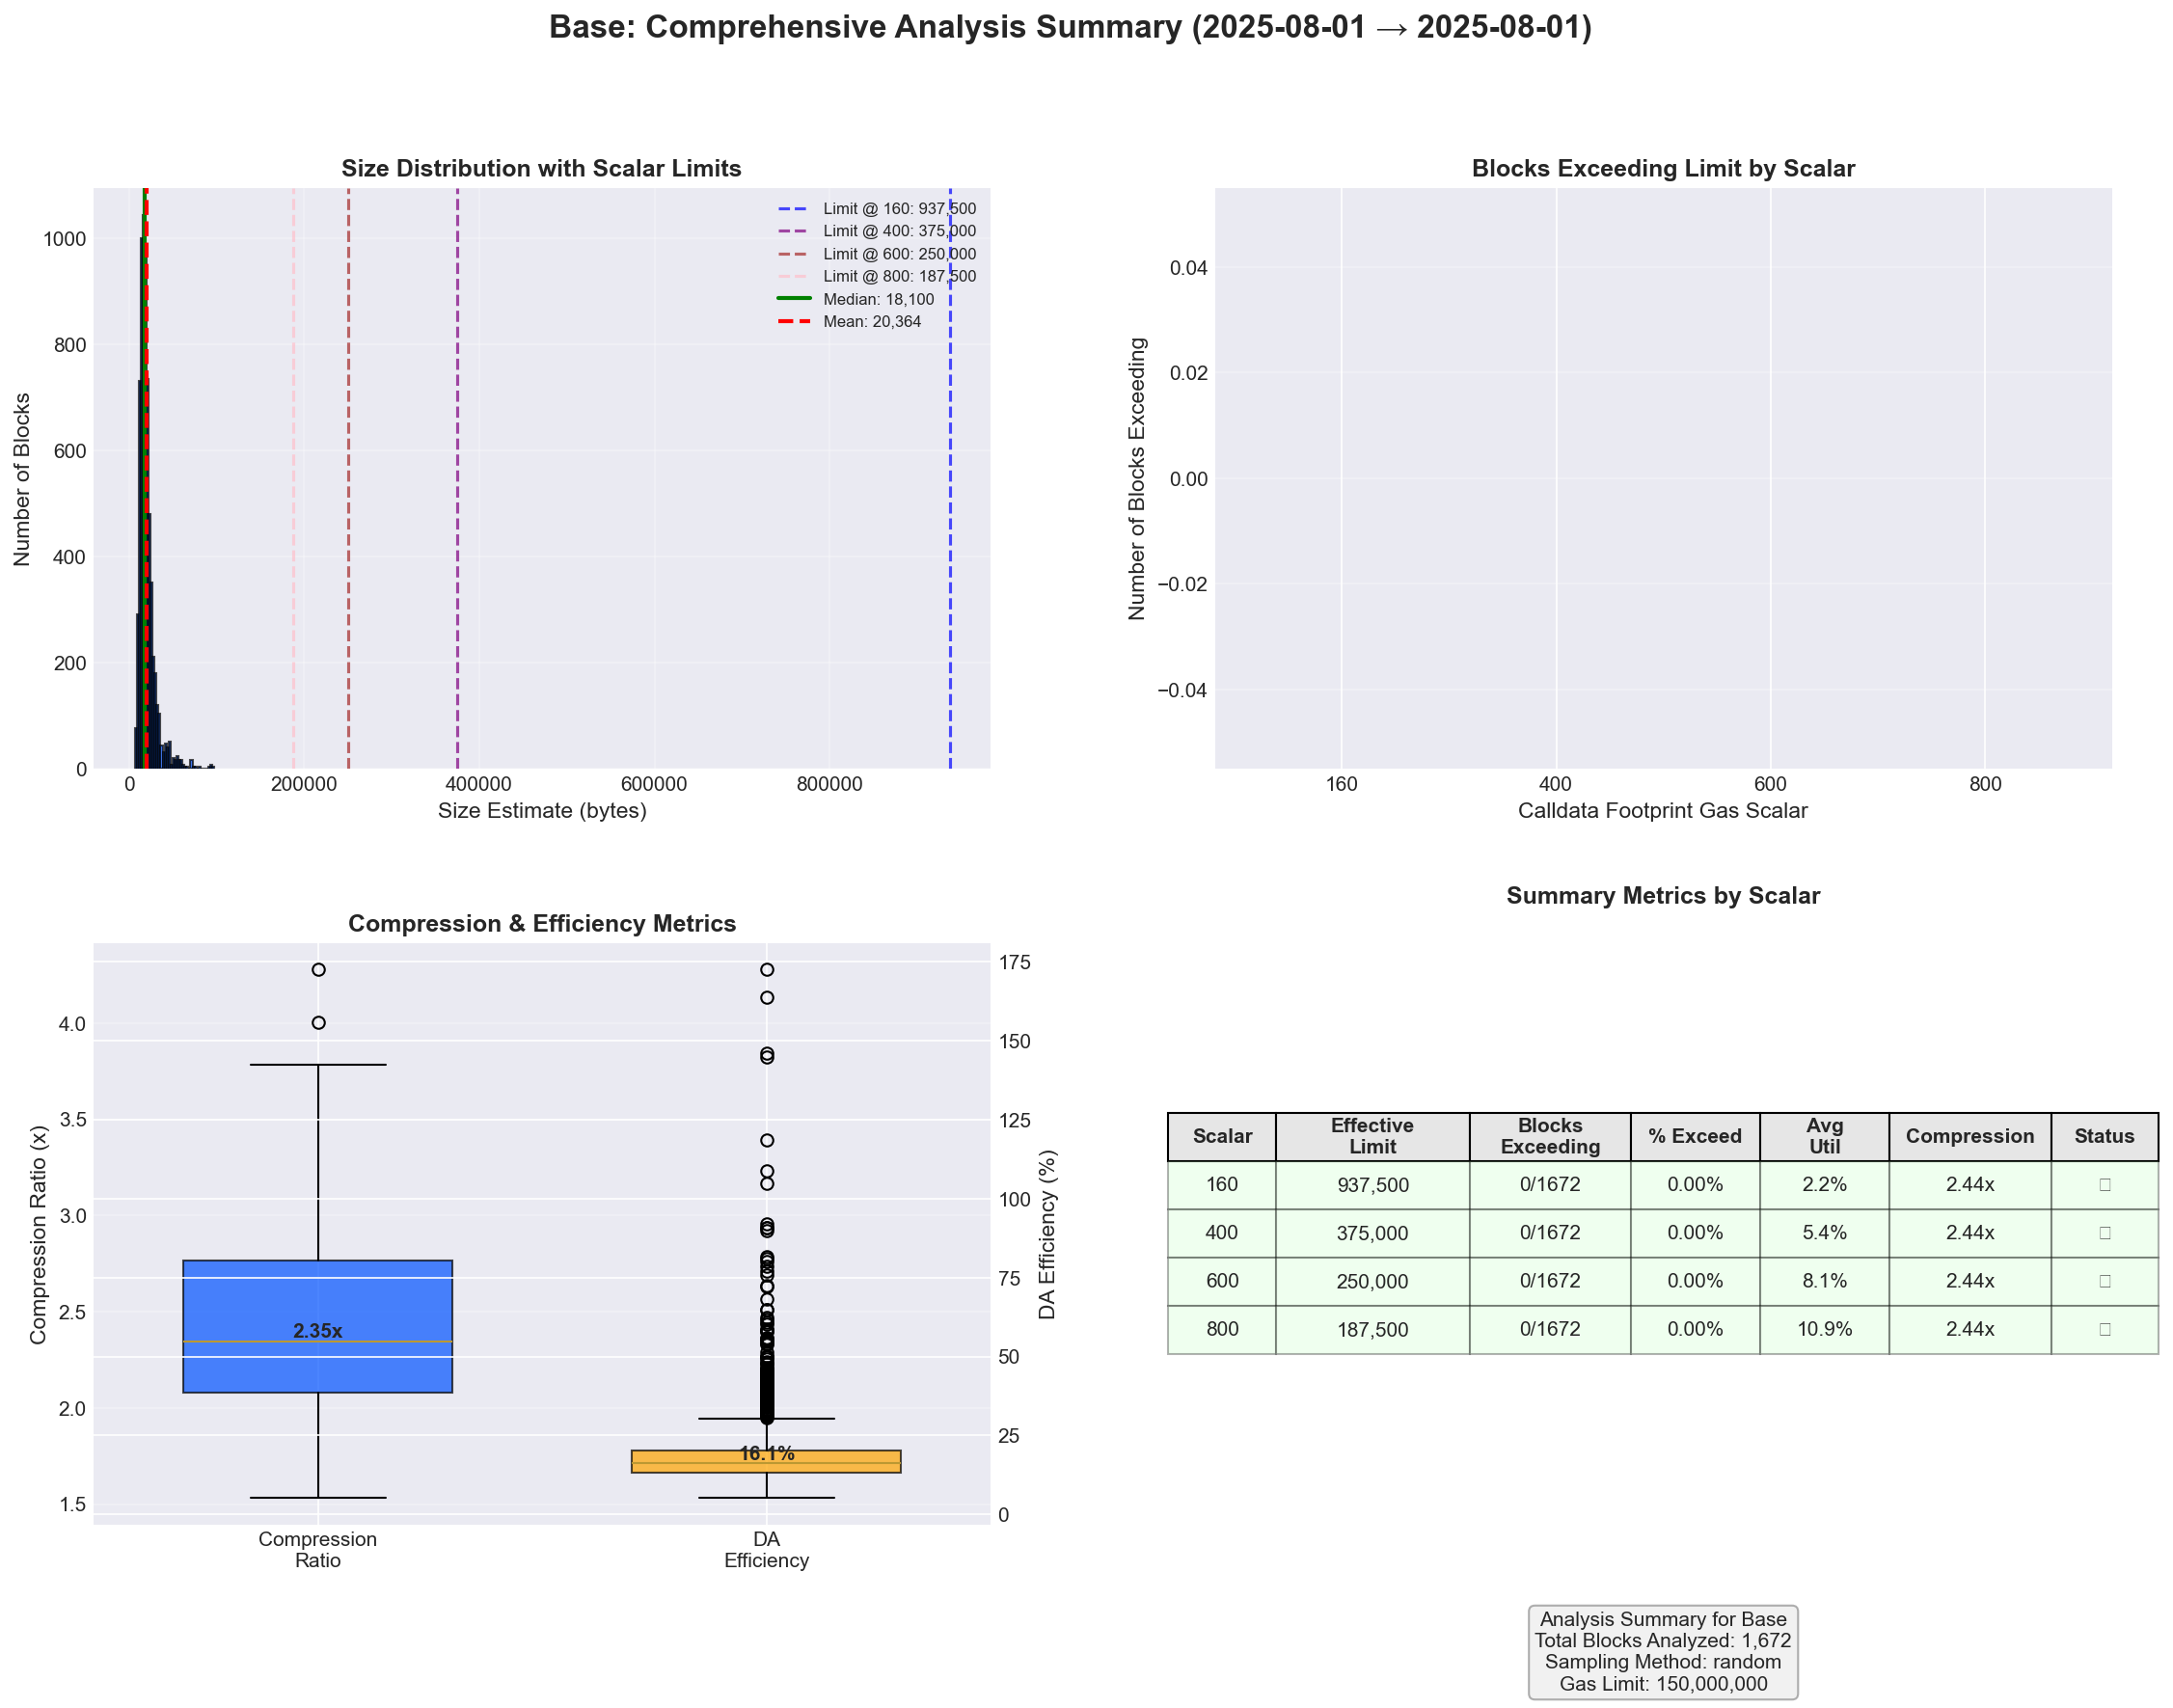 Base: Comprehensive Analysis Summary (2025-08-01 → 2025-08-01)
Size Distribution with Scalar Limits
Number of Blocks
1000
800
600
400
200
0
Limit @ 160: 937,500
Limit @ 400: 375,000
Limit @ 600: 250,000
Limit @ 800: 187,500
Median: 18,100
Mean: 20,364
0 200000 400000 600000 800000
Size Estimate (bytes)
Blocks Exceeding Limit by Scalar
Number of Blocks Exceeding
0.04
0.02
0.00
−0.02
−0.04
160 400 600 800
Calldata Footprint Gas Scalar
Compression & Efficiency Metrics
Compression Ratio (x)
4.0
3.5
3.0
2.5
2.0
1.5
2.35x
16.1%
175
150
125
100
75
50
25
0
DA Efficiency (%)
Compression
Ratio
DA
Efficiency
Summary Metrics by Scalar
Scalar Effective Limit Blocks Exceeding % Exceed Avg Util Compression Status
160 937,500 0/1672 0.00% 2.2% 2.44x
400 375,000 0/1672 0.00% 5.4% 2.44x
600 250,000 0/1672 0.00% 8.1% 2.44x
800 187,500 0/1672 0.00% 10.9% 2.44x
Analysis Summary for Base
Total Blocks Analyzed: 1,672
Sampling Method: random
Gas Limit: 150,000,000